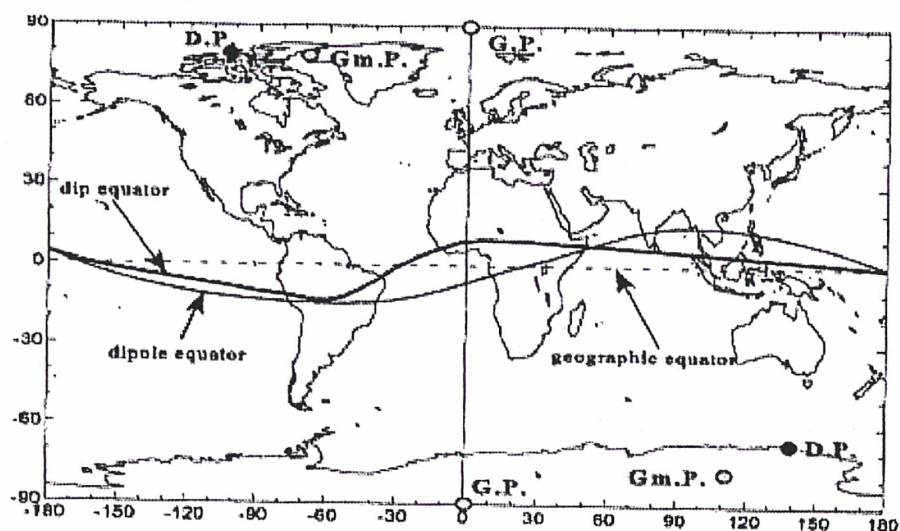 90
D.P.
G.P.
Gm.P.
60
30
dip equator
0
-30
dipole equator
geographic equator
-60
D.P.
Gm.P.
G.P.
-90
-180 -150 -120 -90 -60 -30 0 30 60 90 120 150 180